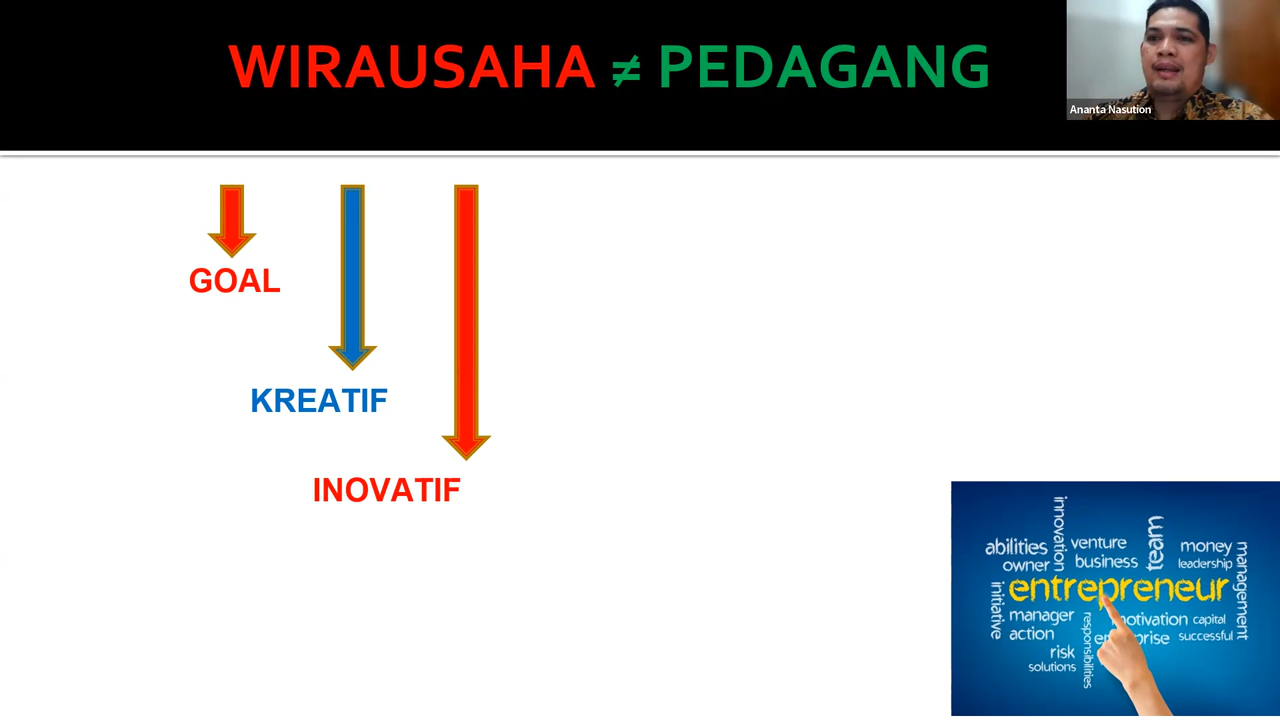 WIRAUSAHA ≠ PEDAGANG
Ananta Nasution
GOAL
KREATIF
INOVATIF
innovation
abilities
venture
team
money
management
owner
business
leadership
initiative
entrepreneur
manager
responsibilities
motivation
capital
action
successful
risk
solutions